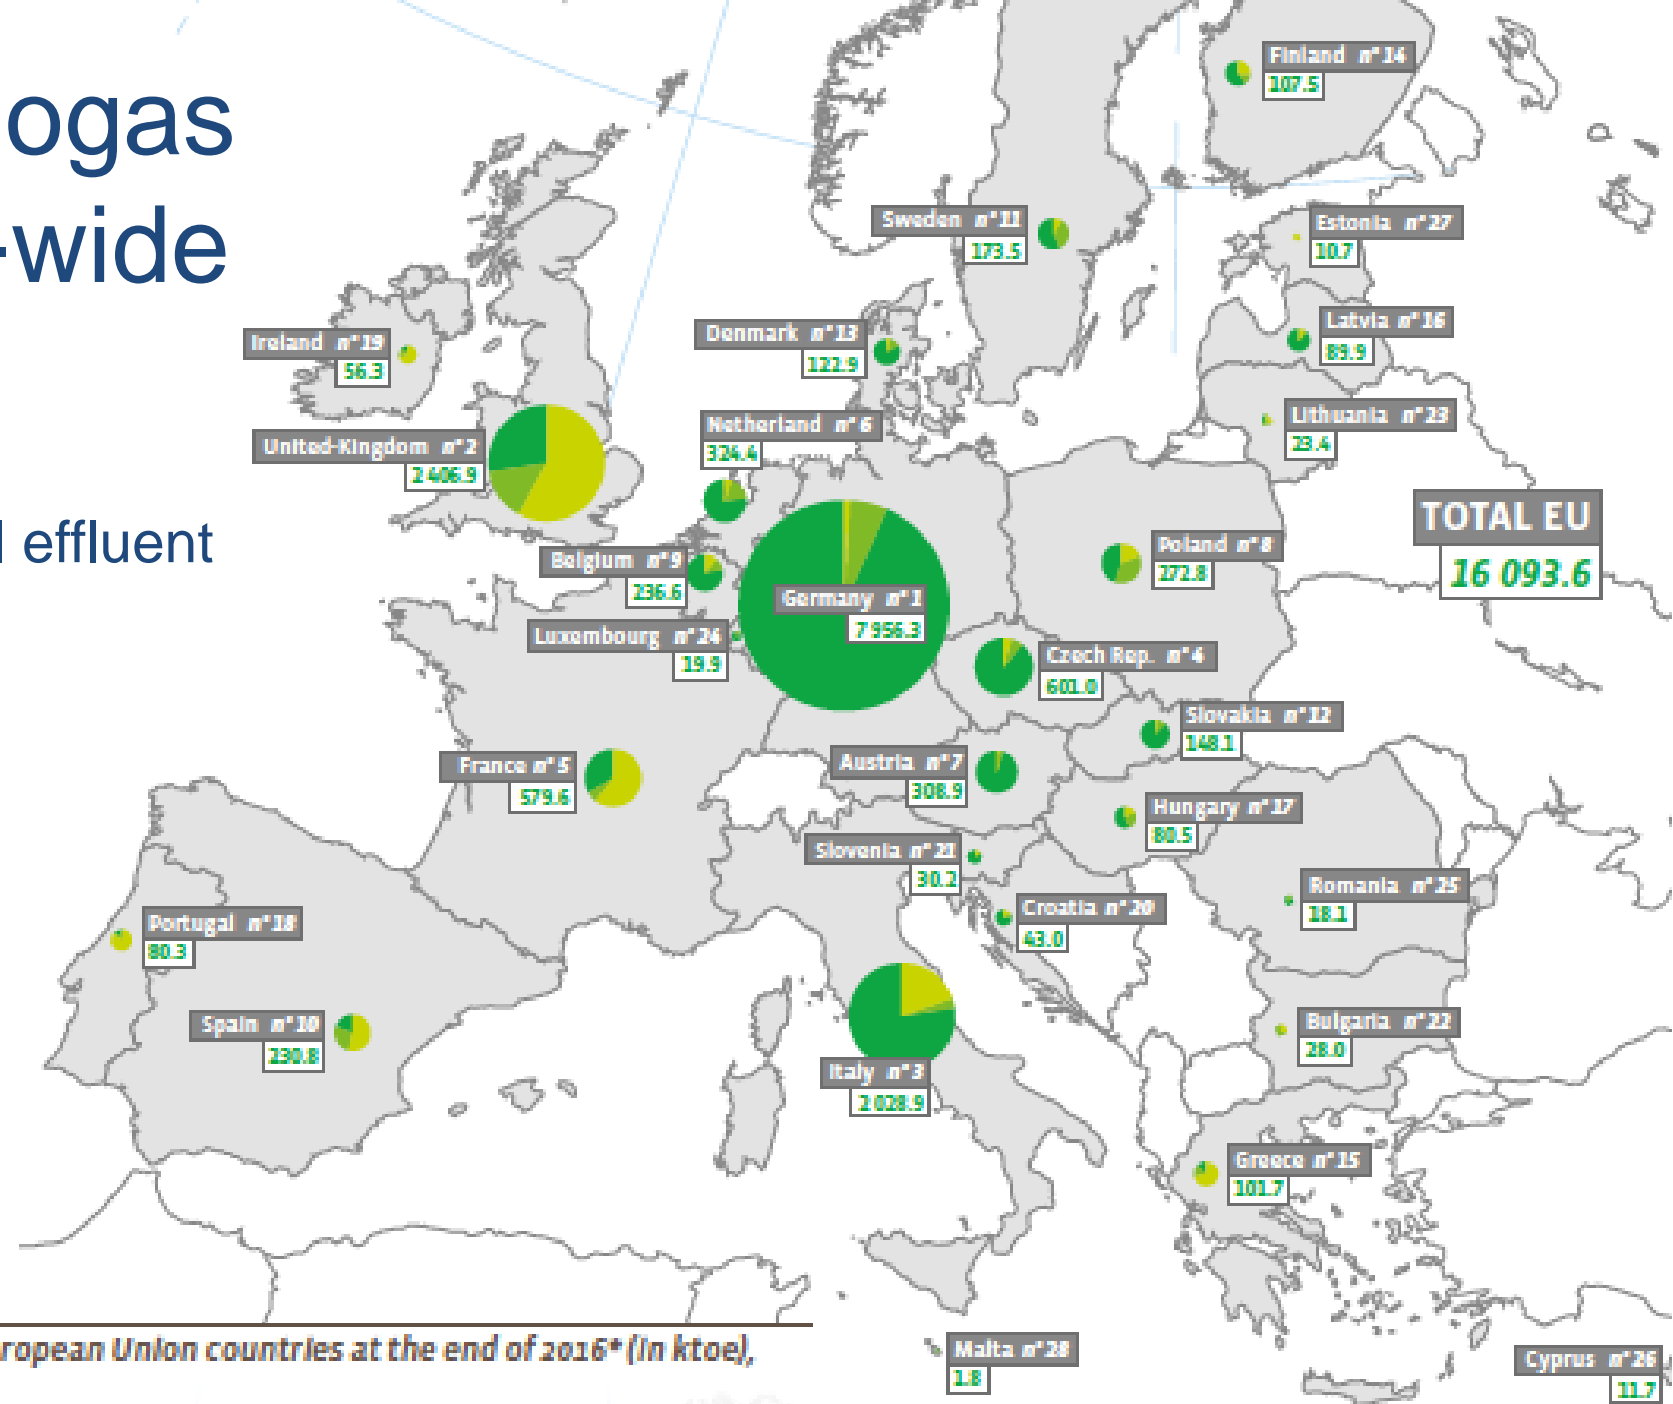 ogas
-wide
effluent
Finland n°14
107.5
Sweden n°11
173.5
Estonia n°27
10.7
Ireland n°19
56.3
Denmark n°13
122.9
Latvia n°16
89.9
United-Kingdom n°2
2 406.9
Netherland n°6
324.4
Lithuania n°23
23.4
TOTAL EU
16 093.6
Belgium n°9
236.6
Germany n°1
7 956.3
Poland n°8
272.8
Luxembourg n°24
19.9
Czech Rep. n°4
601.0
Slovakia n°12
148.1
France n°5
579.6
Austria n°7
308.9
Hungary n°17
80.5
Slovenia n°21
30.2
Romania n°25
18.1
Portugal n°18
80.3
Croatia n°20
43.0
Spain n°10
230.8
Bulgaria n°22
28.0
Italy n°3
2 028.9
Greece n°15
101.7
ropean Union countries at the end of 2016* (in ktoe),
Malta n°28
1.8
Cyprus n°26
11.7